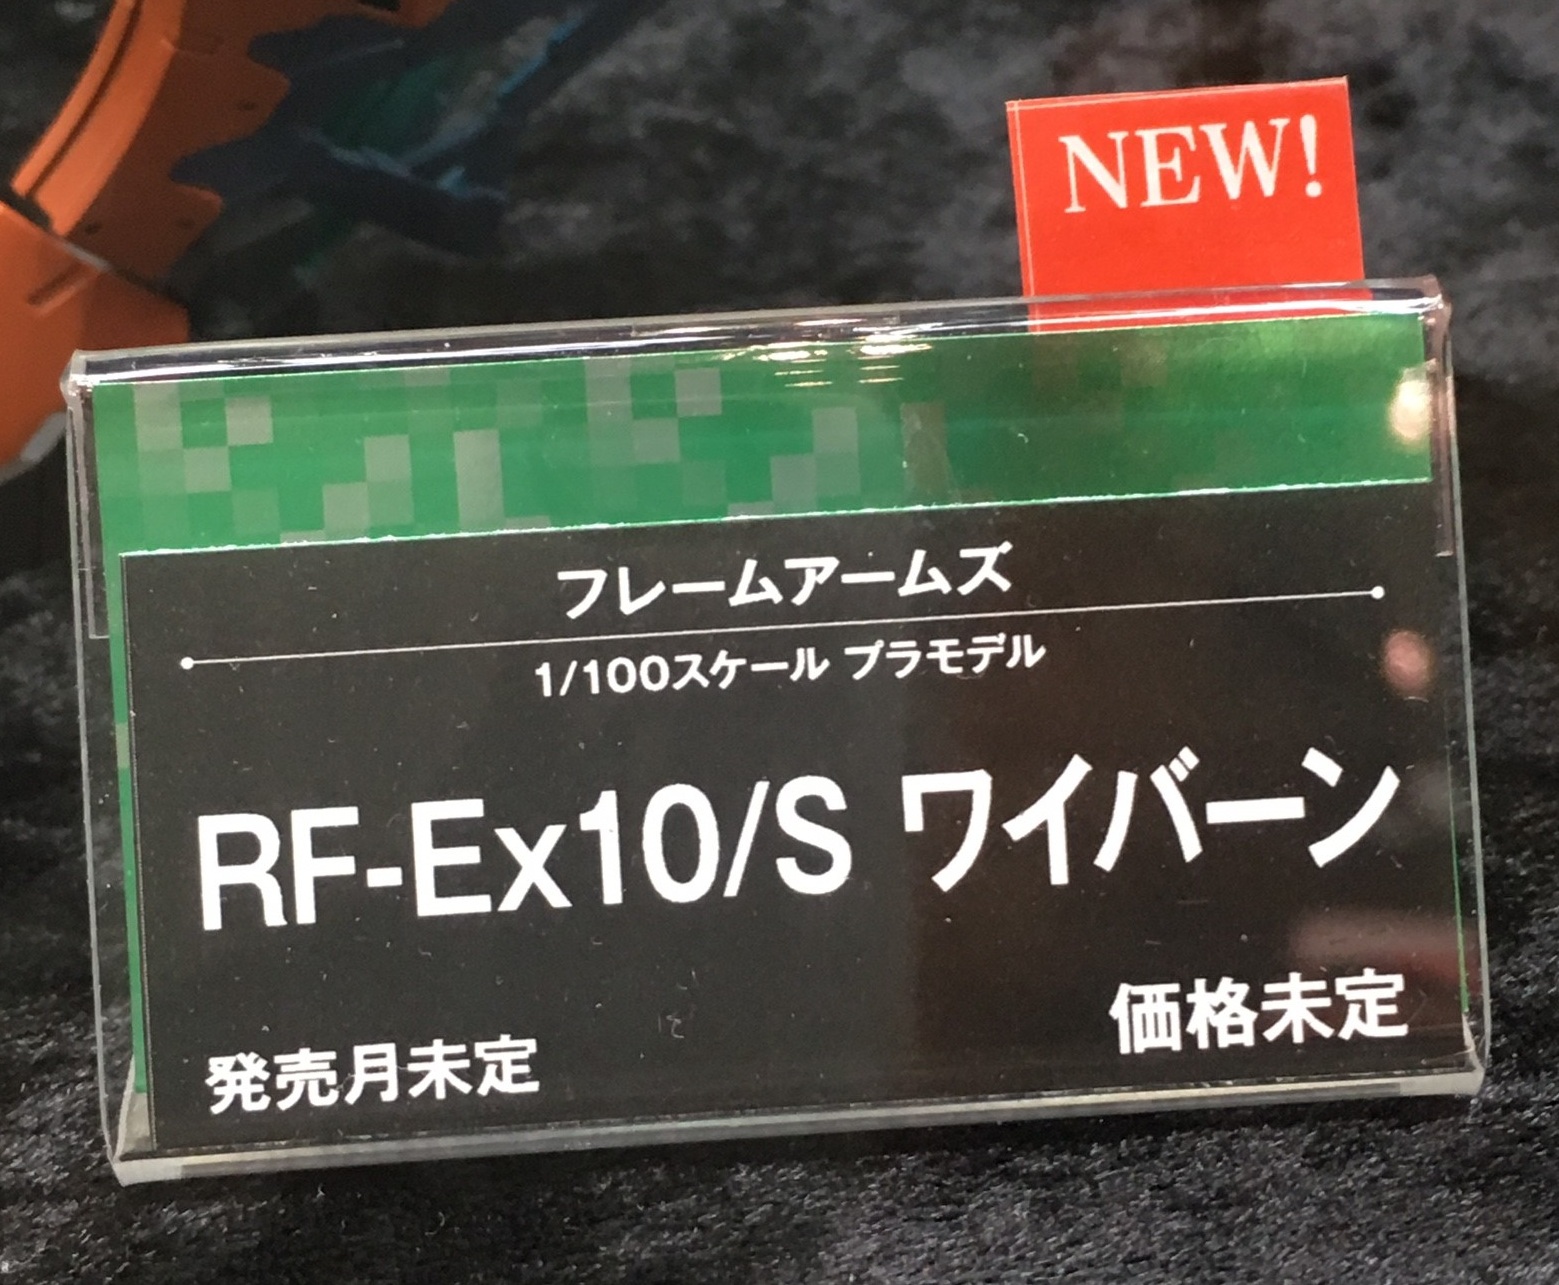 NEW!
フレームアームズ
1/100スケール プラモデル
RF-Ex10/S ワイバーン
価格未定
発売月未定